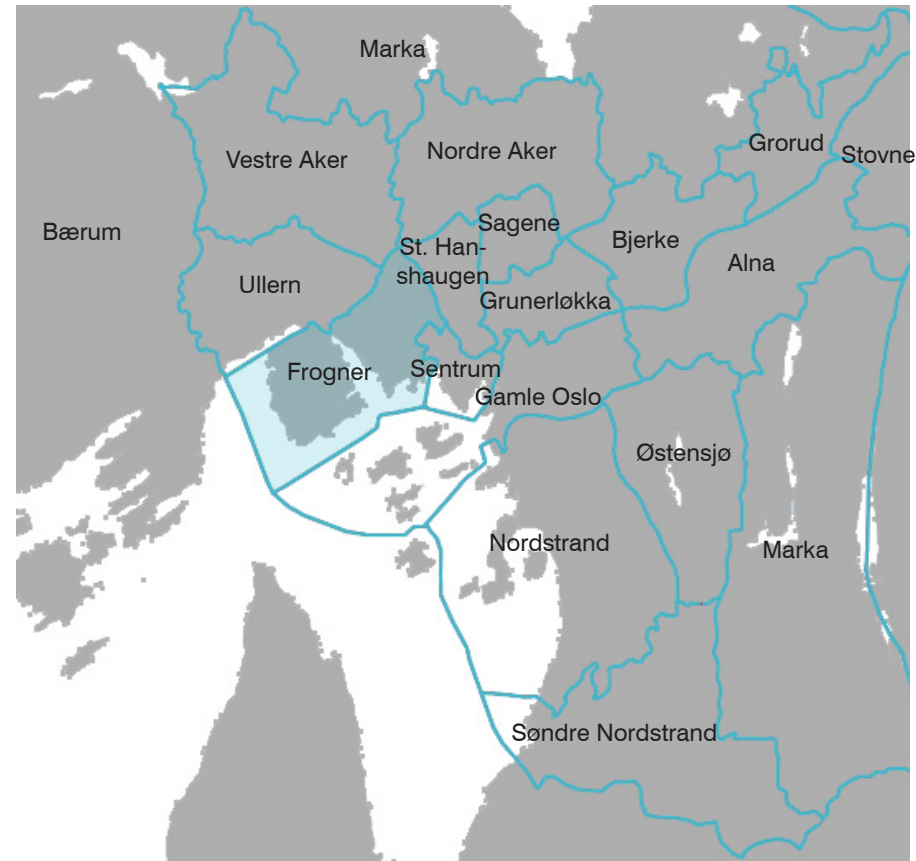 Marka
Grorud
Stovne
Vestre Aker
Nordre Aker
Sagene
Bærum
St. Han-
shaugen
Bjerke
Alna
Ullern
Grunerløkka
Frogner
Sentrum
Gamle Oslo
Østensjø
Nordstrand
Marka
Søndre Nordstrand